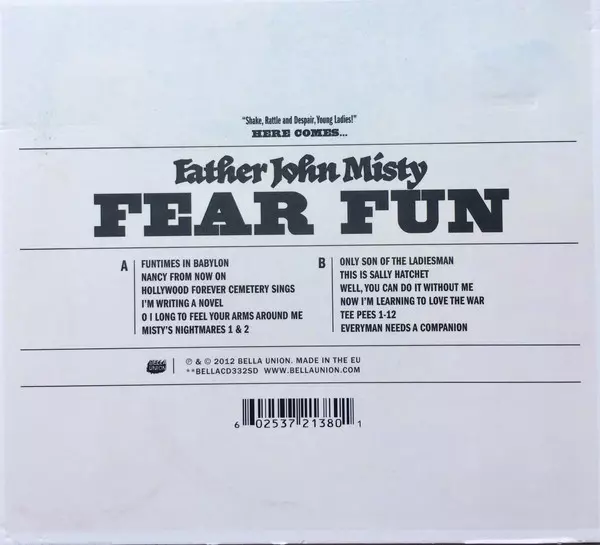 "Shake, Rattle and Despair, Young Ladies!"
HERE COMES...
Father John Misty
FEAR FUN
A
FUNTIMES IN BABYLON
NANCY FROM NOW ON
HOLLYWOOD FOREVER CEMETERY SINGS
I'M WRITING A NOVEL
O I LONG TO FEEL YOUR ARMS AROUND ME
MISTY'S NIGHTMARES 1 & 2
B
ONLY SON OF THE LADIESMAN
THIS IS SALLY HATCHET
WELL, YOU CAN DO IT WITHOUT ME
NOW I'M LEARNING TO LOVE THE WAR
TEE PEES 1-12
EVERYMAN NEEDS A COMPANION
BELLA
UNION
℗ & © 2012 BELLA UNION. MADE IN THE EU
**BELLACD332SD WWW.BELLAUNION.COM
6 02537 21380 1